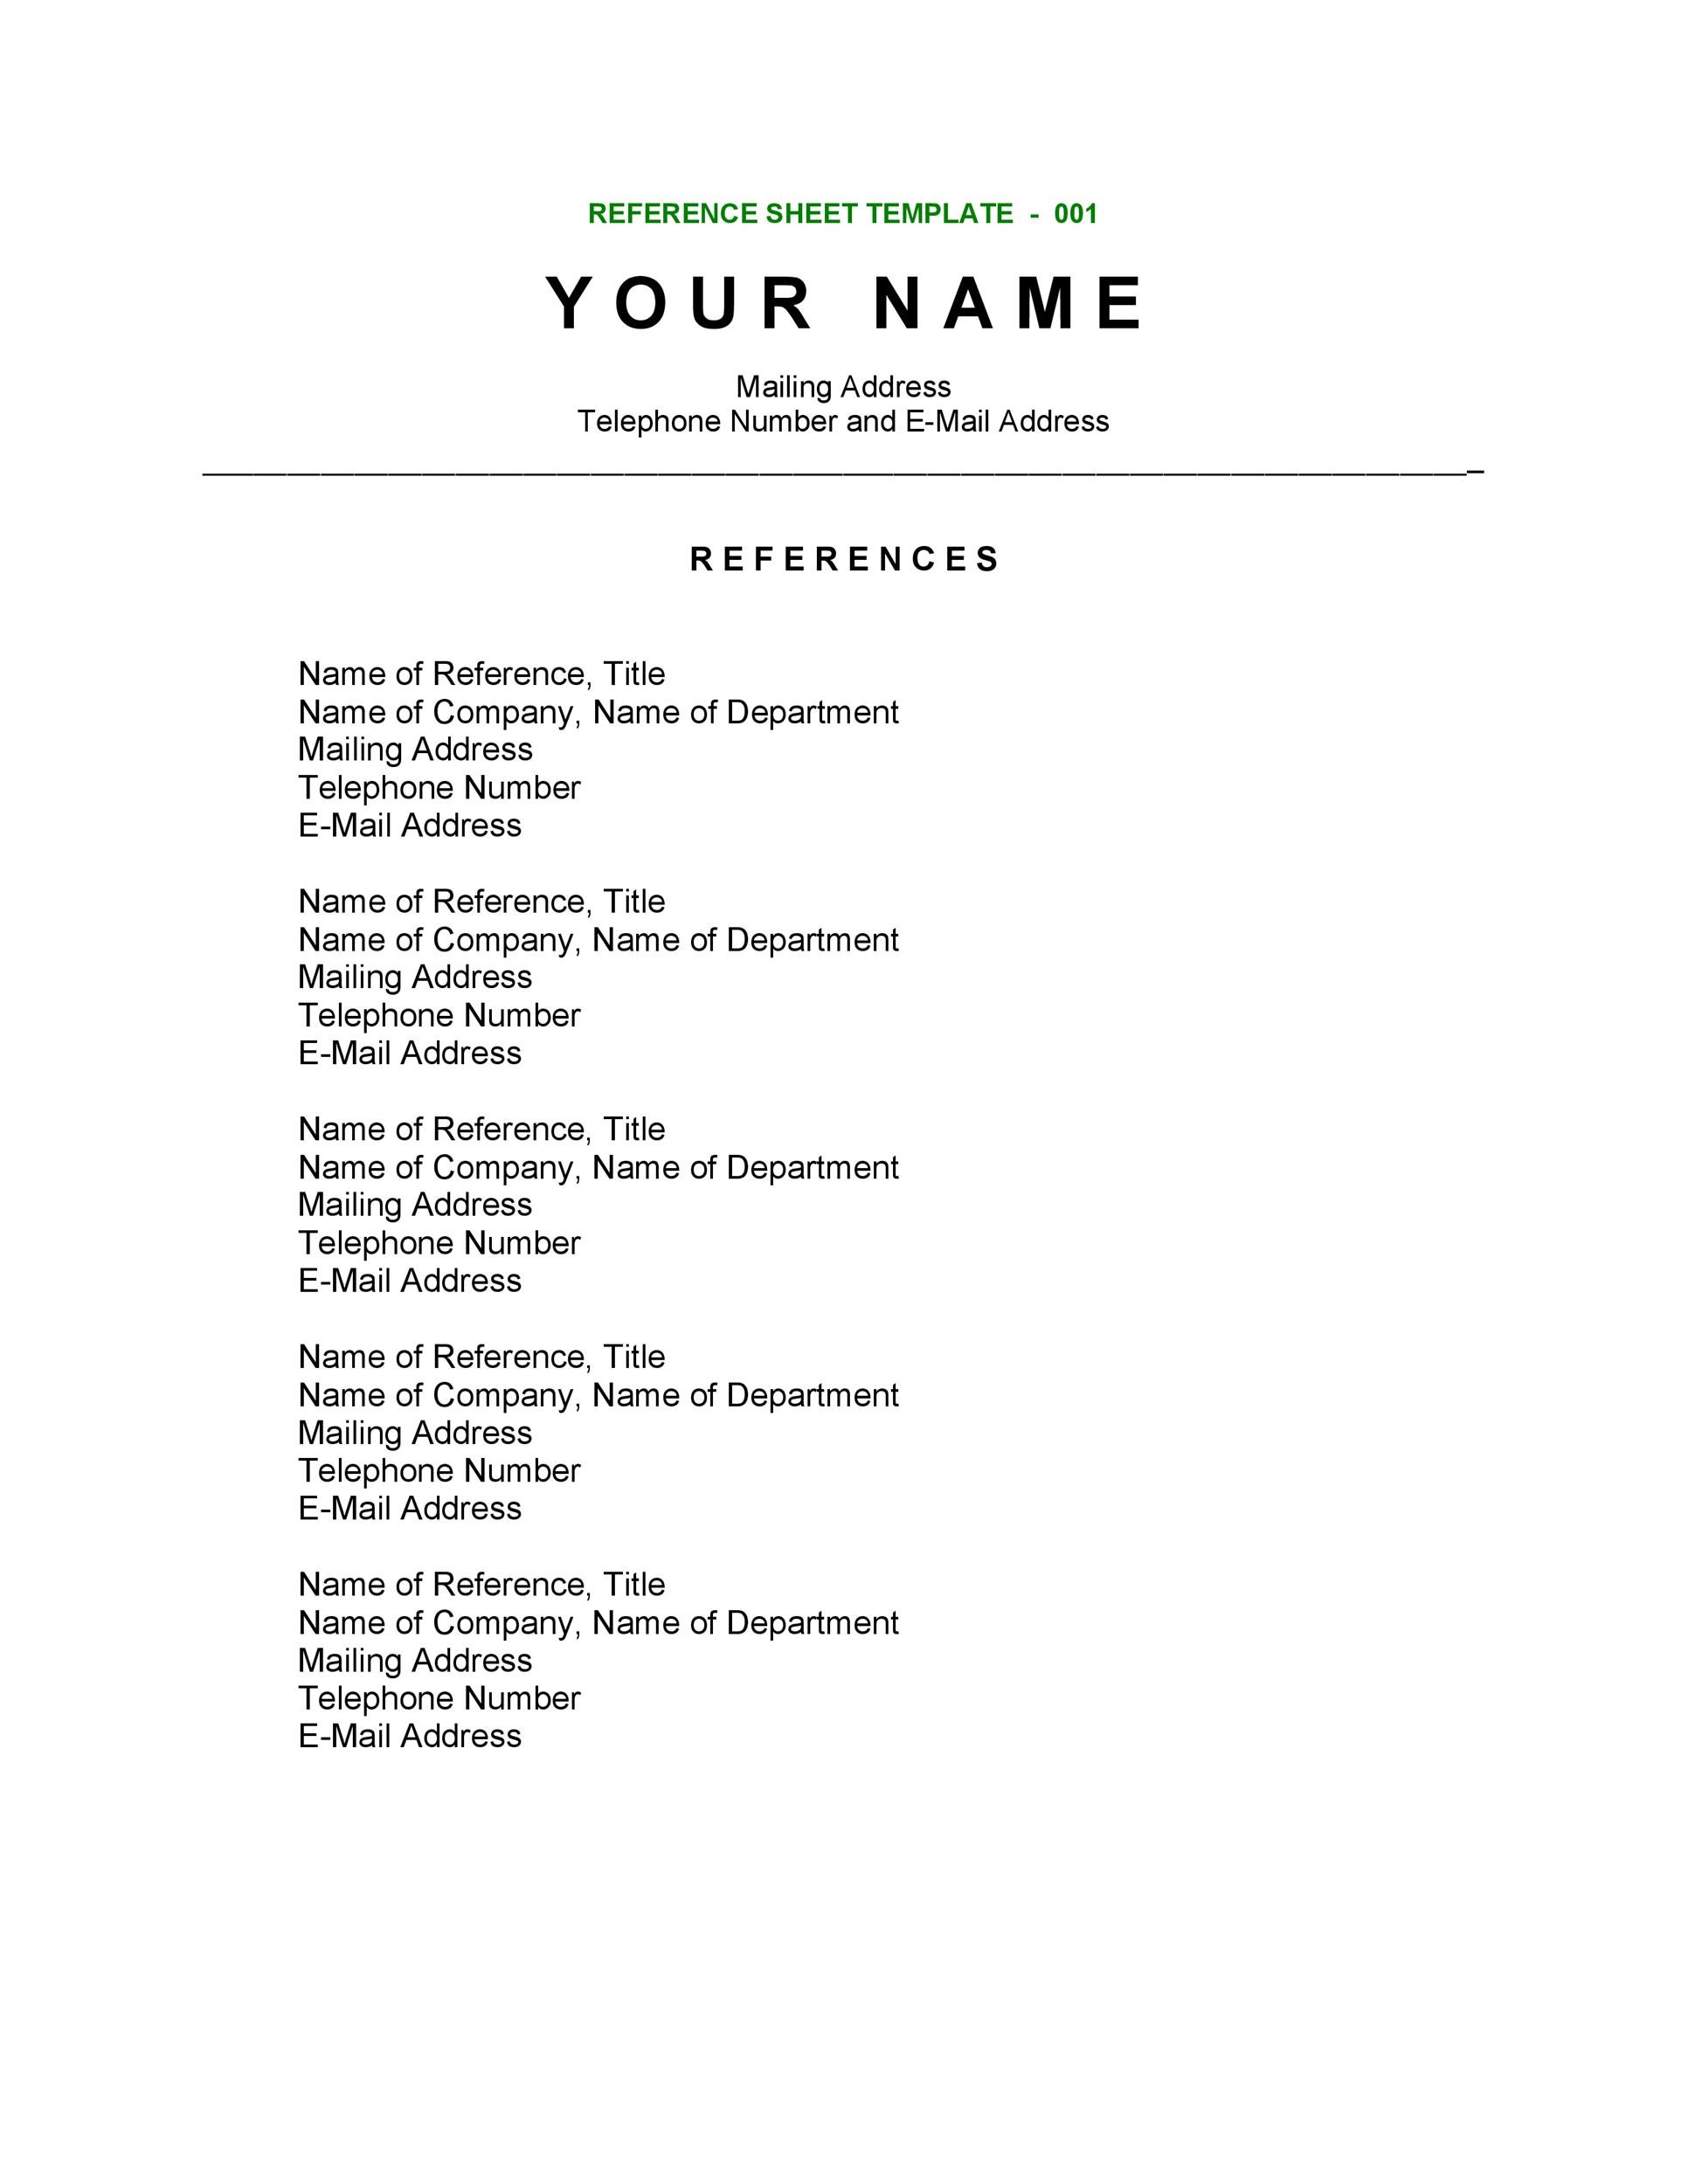 REFERENCE SHEET TEMPLATE - 001
YOUR NAME
Mailing Address
Telephone Number and E-Mail Address
REFERENCES
Name of Reference, Title
Name of Company, Name of Department
Mailing Address
Telephone Number
E-Mail Address
Name of Reference, Title
Name of Company, Name of Department
Mailing Address
Telephone Number
E-Mail Address
Name of Reference, Title
Name of Company, Name of Department
Mailing Address
Telephone Number
E-Mail Address
Name of Reference, Title
Name of Company, Name of Department
Mailing Address
Telephone Number
E-Mail Address
Name of Reference, Title
Name of Company, Name of Department
Mailing Address
Telephone Number
E-Mail Address